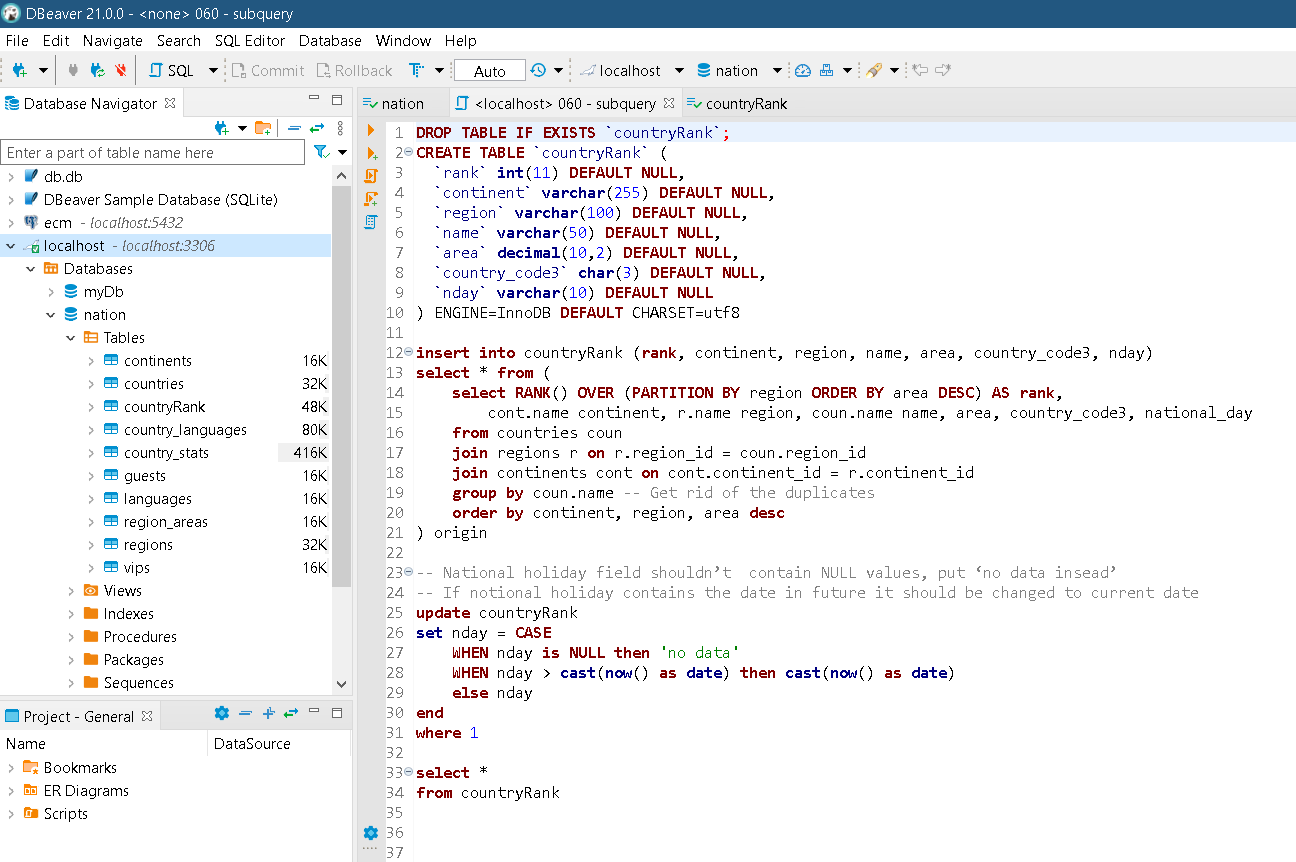 DBeaver 21.0.0 - <none> 060 - subquery
File Edit Navigate Search SQL Editor Database Window Help
SQL Commit Rollback Auto localhost nation
Database Navigator
Enter a part of table name here
db.db
DBeaver Sample Database (SQLite)
ecm - localhost:5432
localhost - localhost:3306
Databases
myDb
nation
Tables
continents 16K
countries 32K
countryRank 48K
country_languages 80K
country_stats 416K
guests 16K
languages 16K
region_areas 16K
regions 32K
vips 16K
Views
Indexes
Procedures
Packages
Sequences
Project - General
Name DataSource
Bookmarks
ER Diagrams
Scripts
nation <localhost> 060 - subquery countryRank
1 DROP TABLE IF EXISTS `countryRank`;
2 CREATE TABLE `countryRank` (
3 `rank` int(11) DEFAULT NULL,
4 `continent` varchar(255) DEFAULT NULL,
5 `region` varchar(100) DEFAULT NULL,
6 `name` varchar(50) DEFAULT NULL,
7 `area` decimal(10,2) DEFAULT NULL,
8 `country_code3` char(3) DEFAULT NULL,
9 `nday` varchar(10) DEFAULT NULL
10 ) ENGINE=InnoDB DEFAULT CHARSET=utf8
11
12 insert into countryRank (rank, continent, region, name, area, country_code3, nday)
13 select * from (
14 select RANK() OVER (PARTITION BY region ORDER BY area DESC) AS rank,
15 cont.name continent, r.name region, coun.name name, area, country_code3, national_day
16 from countries coun
17 join regions r on r.region_id = coun.region_id
18 join continents cont on cont.continent_id = r.continent_id
19 group by coun.name -- Get rid of the duplicates
20 order by continent, region, area desc
21 ) origin
22
23 -- National holiday field shouldn’t  contain NULL values, put ‘no data insead’
24 -- If notional holiday contains the date in future it should be changed to current date
25 update countryRank
26 set nday = CASE
27 WHEN nday is NULL then 'no data'
28 WHEN nday > cast(now() as date) then cast(now() as date)
29 else nday
30 end
31 where 1
32
33 select *
34 from countryRank
35
36
37